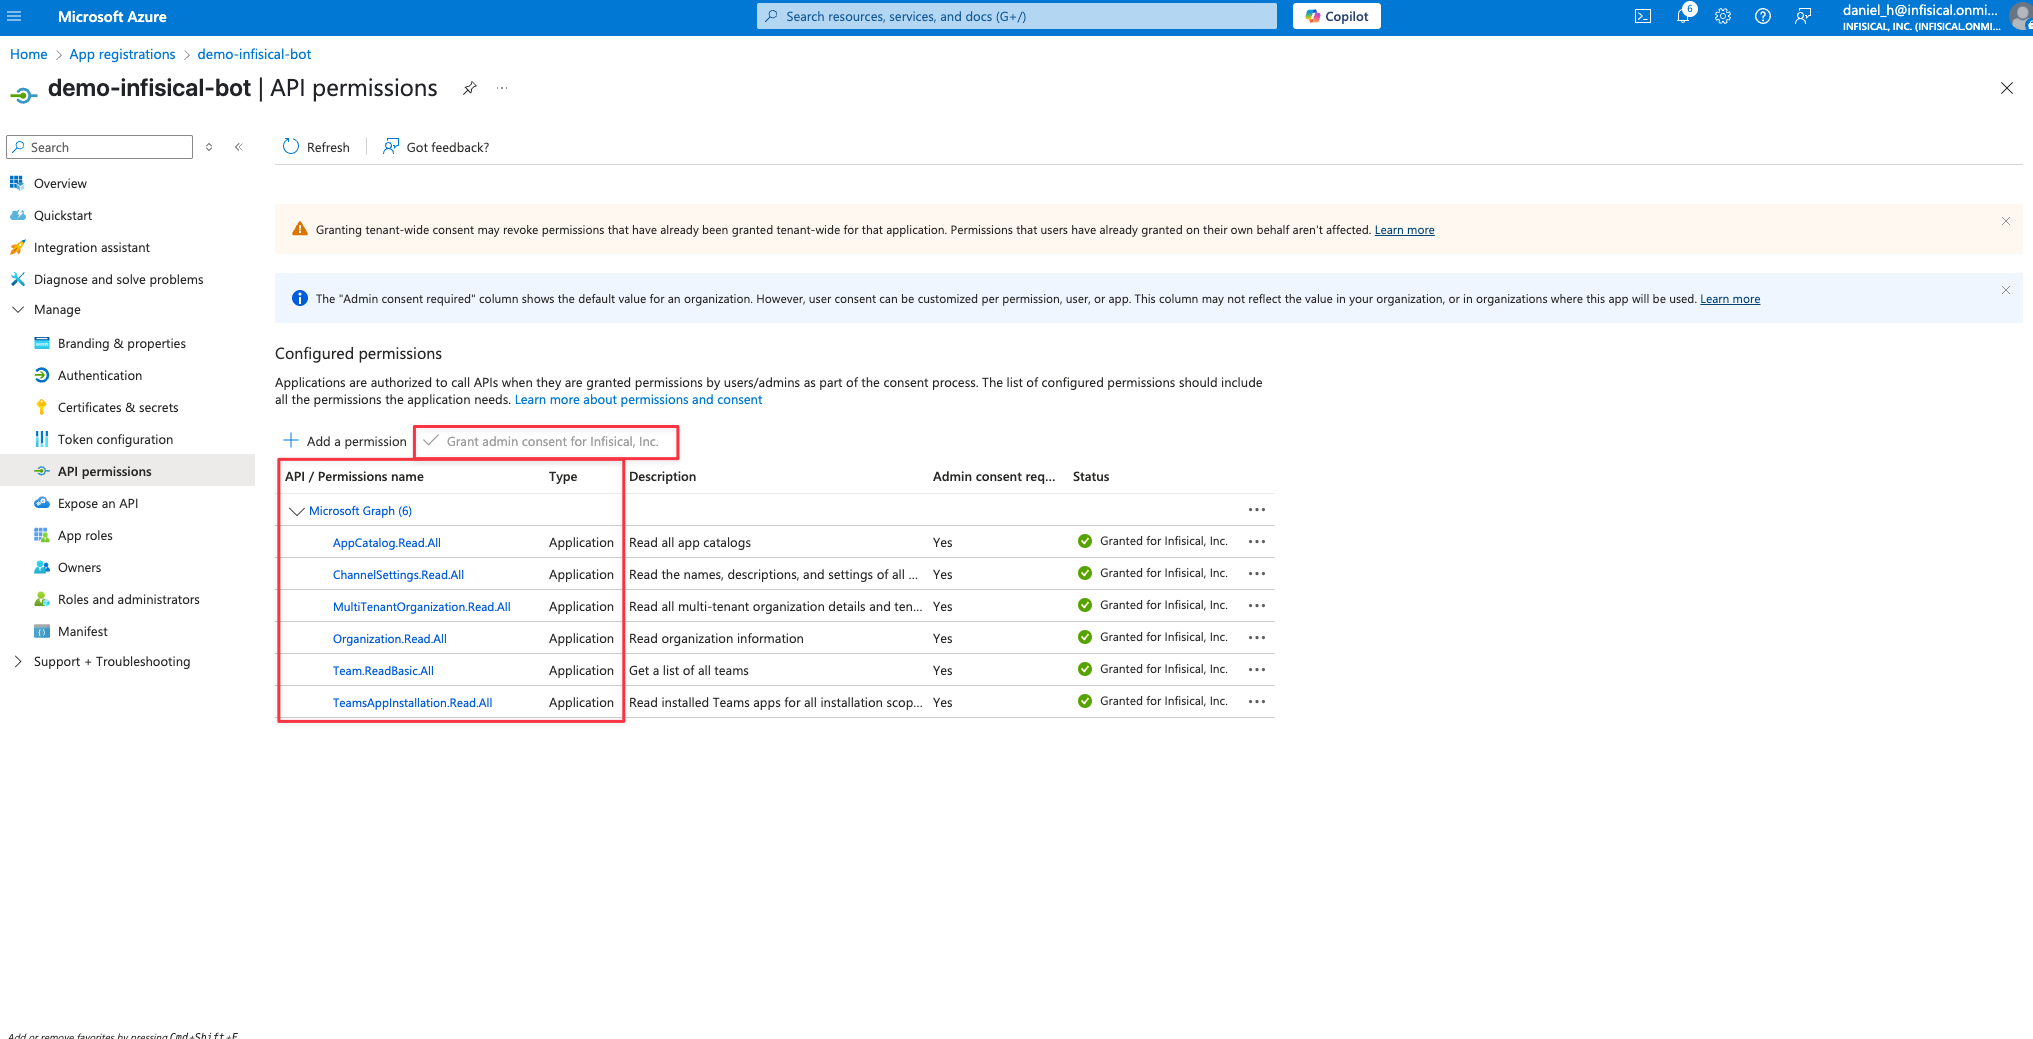 Microsoft Azure
Search resources, services, and docs (G+/)
Copilot
6
daniel_h@infisical.onmi...
INFISICAL, INC. (INFISICAL.ONMI...
Home > App registrations > demo-infisical-bot
demo-infisical-bot | API permissions
Search
Refresh
Got feedback?
Overview
Quickstart
Integration assistant
Diagnose and solve problems
Manage
Branding & properties
Authentication
Certificates & secrets
Token configuration
API permissions
Expose an API
App roles
Owners
Roles and administrators
Manifest
Support + Troubleshooting
Granting tenant-wide consent may revoke permissions that have already been granted tenant-wide for that application. Permissions that users have already granted on their own behalf aren't affected. Learn more
The "Admin consent required" column shows the default value for an organization. However, user consent can be customized per permission, user, or app. This column may not reflect the value in your organization, or in organizations where this app will be used. Learn more
Configured permissions
Applications are authorized to call APIs when they are granted permissions by users/admins as part of the consent process. The list of configured permissions should include
all the permissions the application needs. Learn more about permissions and consent
Add a permission
Grant admin consent for Infisical, Inc.
API / Permissions name Type Description Admin consent req... Status
Microsoft Graph (6)
AppCatalog.Read.All Application Read all app catalogs Yes Granted for Infisical, Inc.
ChannelSettings.Read.All Application Read the names, descriptions, and settings of all ... Yes Granted for Infisical, Inc.
MultiTenantOrganization.Read.All Application Read all multi-tenant organization details and ten... Yes Granted for Infisical, Inc.
Organization.Read.All Application Read organization information Yes Granted for Infisical, Inc.
Team.ReadBasic.All Application Get a list of all teams Yes Granted for Infisical, Inc.
TeamsAppInstallation.Read.All Application Read installed Teams apps for all installation scop... Yes Granted for Infisical, Inc.
Add or remove favorites by pressing Cmd+Shift+F